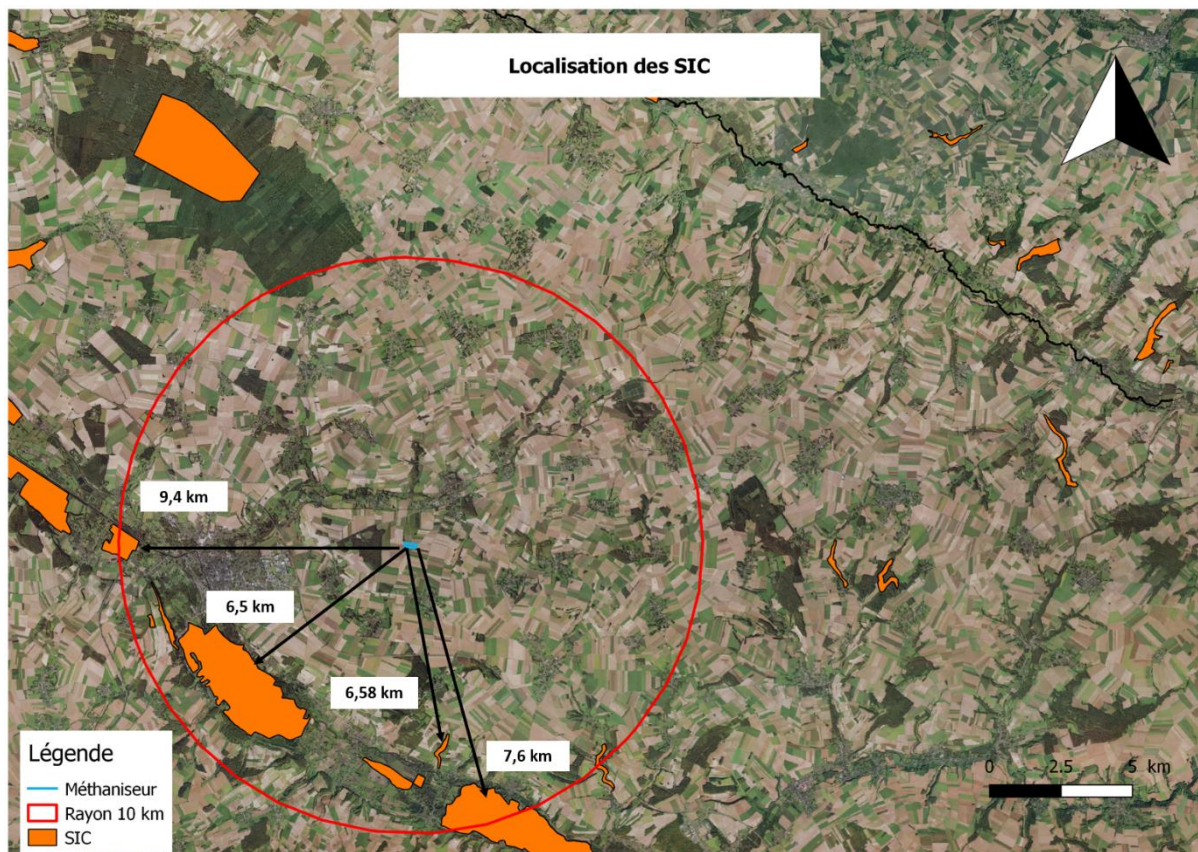 Localisation des SIC
9,4 km
6,5 km
6,58 km
7,6 km
Légende
Méthaniseur
Rayon 10 km
SIC
0 2.5 5 km